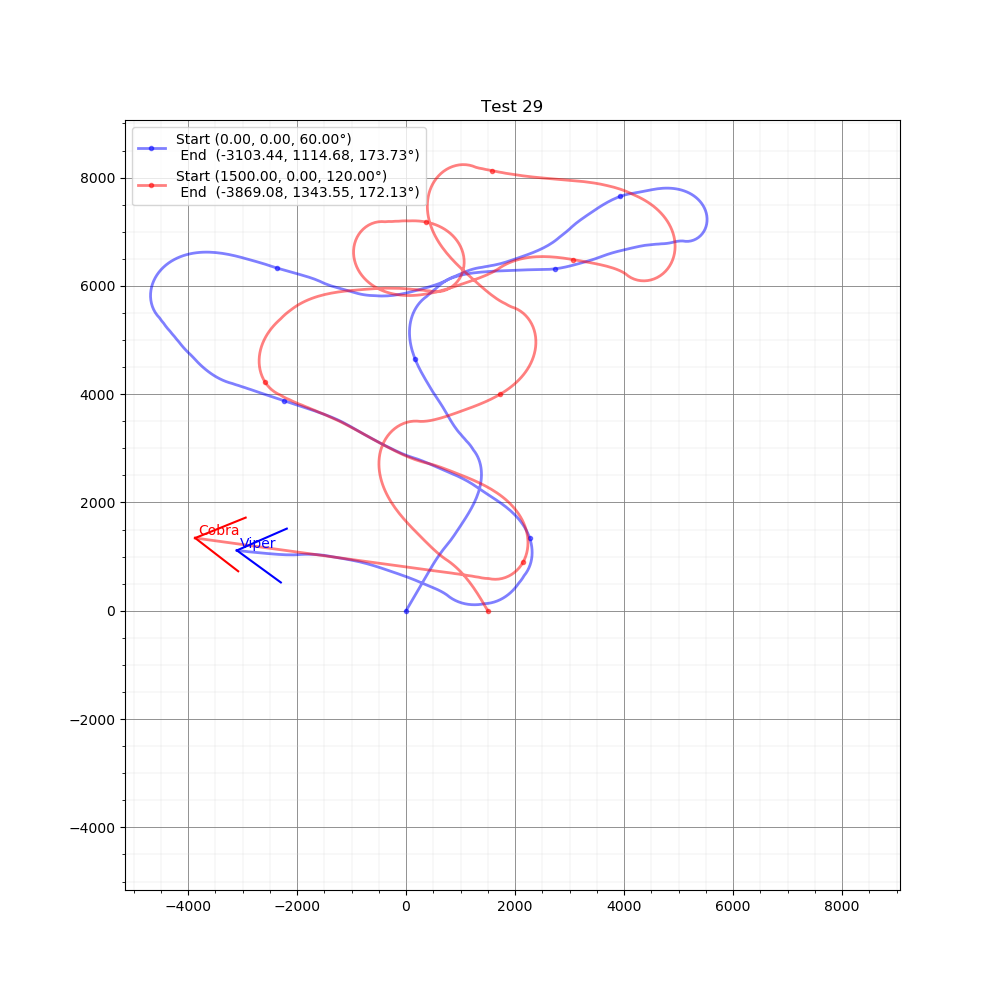 Test 29
Start (0.00, 0.00, 60.00°)
End (-3103.44, 1114.68, 173.73°)
Start (1500.00, 0.00, 120.00°)
End (-3869.08, 1343.55, 172.13°)
8000
6000
4000
2000
Cobra
Viper
0
−2000
−4000
−4000 −2000 0 2000 4000 6000 8000